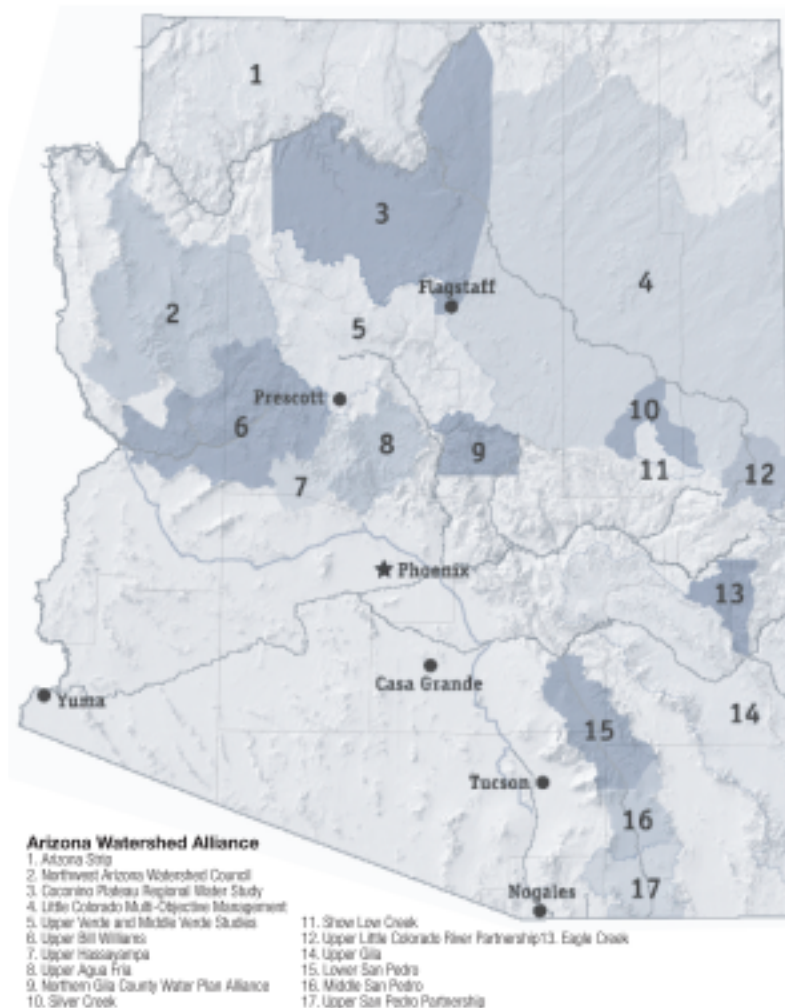 1
3
2
4
Flagstaff
5
Prescott
10
6
8
9
11
12
7
Phoenix
13
Casa Grande
Yuma
14
15
Tucson
16
17
Nogales
Arizona Watershed Alliance
1. Arizona Strip
2. Northwest Arizona Watershed Council
3. Coconino Plateau Regional Water Study
4. Little Colorado Multi-Objective Management
5. Upper Verde and Middle Verde Studies
6. Upper Bill Williams
7. Upper Hassayampa
8. Upper Agua Fria
9. Northern Gila County Water Plan Alliance
10. Silver Creek
11. Show Low Creek
12. Upper Little Colorado River Partnership13. Eagle Creek
14. Upper Gila
15. Lower San Pedro
16. Middle San Pedro
17. Upper San Pedro Partnership